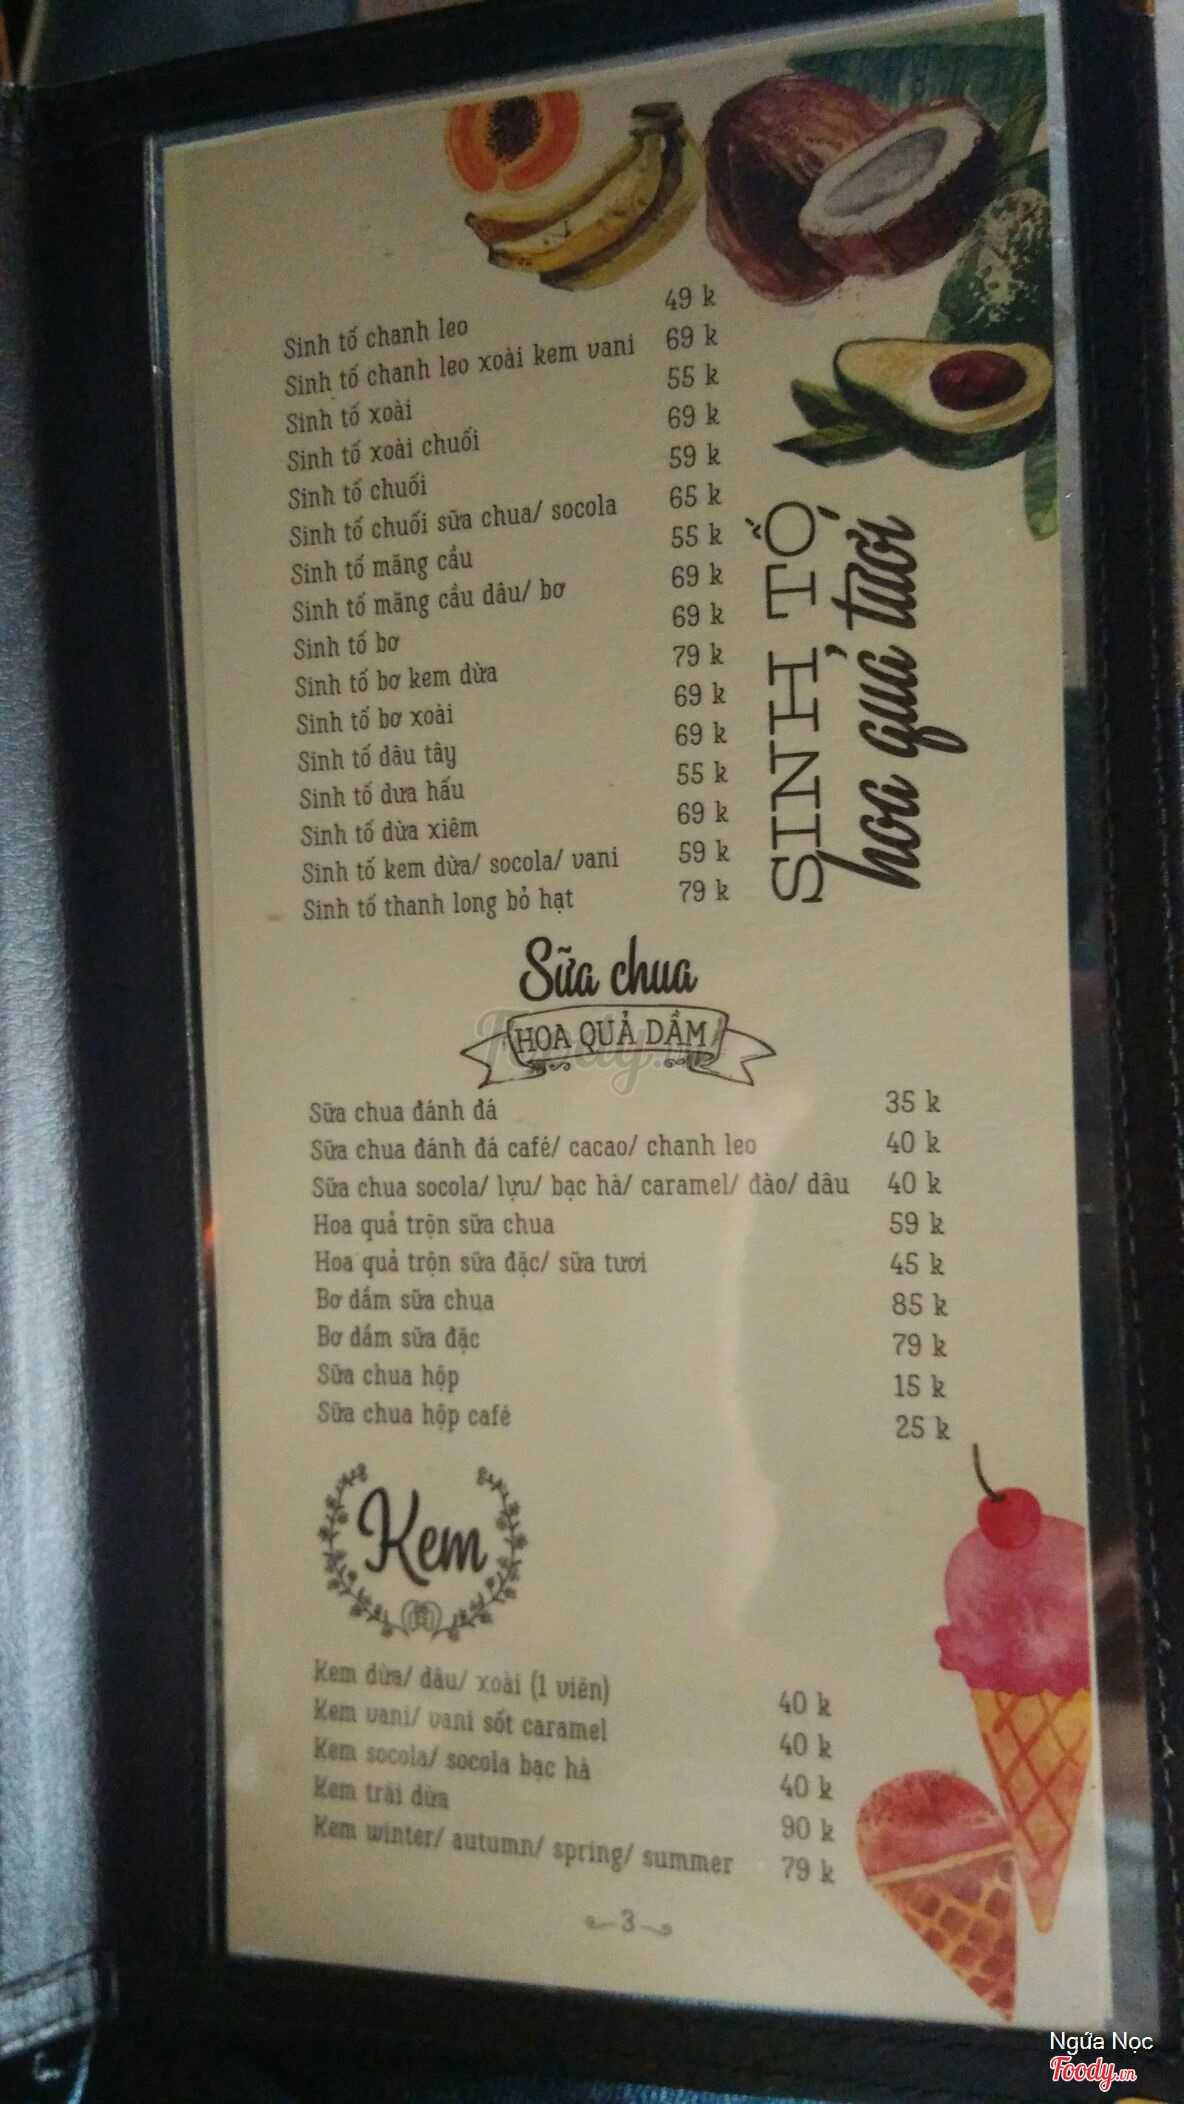 SINH TỐ
hoa quả tươi
Sinh tố chanh leo 49 k
Sinh tố chanh leo xoài kem vani 69 k
Sinh tố xoài 55 k
Sinh tố xoài chuối 69 k
Sinh tố chuối 59 k
Sinh tố chuối sữa chua/ socola 65 k
Sinh tố mãng cầu 55 k
Sinh tố mãng cầu dâu/ bơ 69 k
Sinh tố bơ 69 k
Sinh tố bơ kem dừa 79 k
Sinh tố bơ xoài 69 k
Sinh tố dâu tây 69 k
Sinh tố dưa hấu 55 k
Sinh tố dừa xiêm 69 k
Sinh tố kem dừa/ socola/ vani 59 k
Sinh tố thanh long bỏ hạt 79 k
Sữa chua
HOA QUẢ DẦM
Sữa chua đánh đá 35 k
Sữa chua đánh đá café/ cacao/ chanh leo 40 k
Sữa chua socola/ lựu/ bạc hà/ caramel/ đào/ dâu 40 k
Hoa quả trộn sữa chua 59 k
Hoa quả trộn sữa đặc/ sữa tươi 45 k
Bơ dầm sữa chua 85 k
Bơ dầm sữa đặc 79 k
Sữa chua hộp 15 k
Sữa chua hộp café 25 k
Kem
Kem dừa/ dâu/ xoài (1 viên) 40 k
Kem vani/ vani sốt caramel 40 k
Kem socola/ socola bạc hà 40 k
Kem trái dừa 90 k
Kem winter/ autumn/ spring/ summer 79 k
3
Ngứa Nọc
Foody.vn